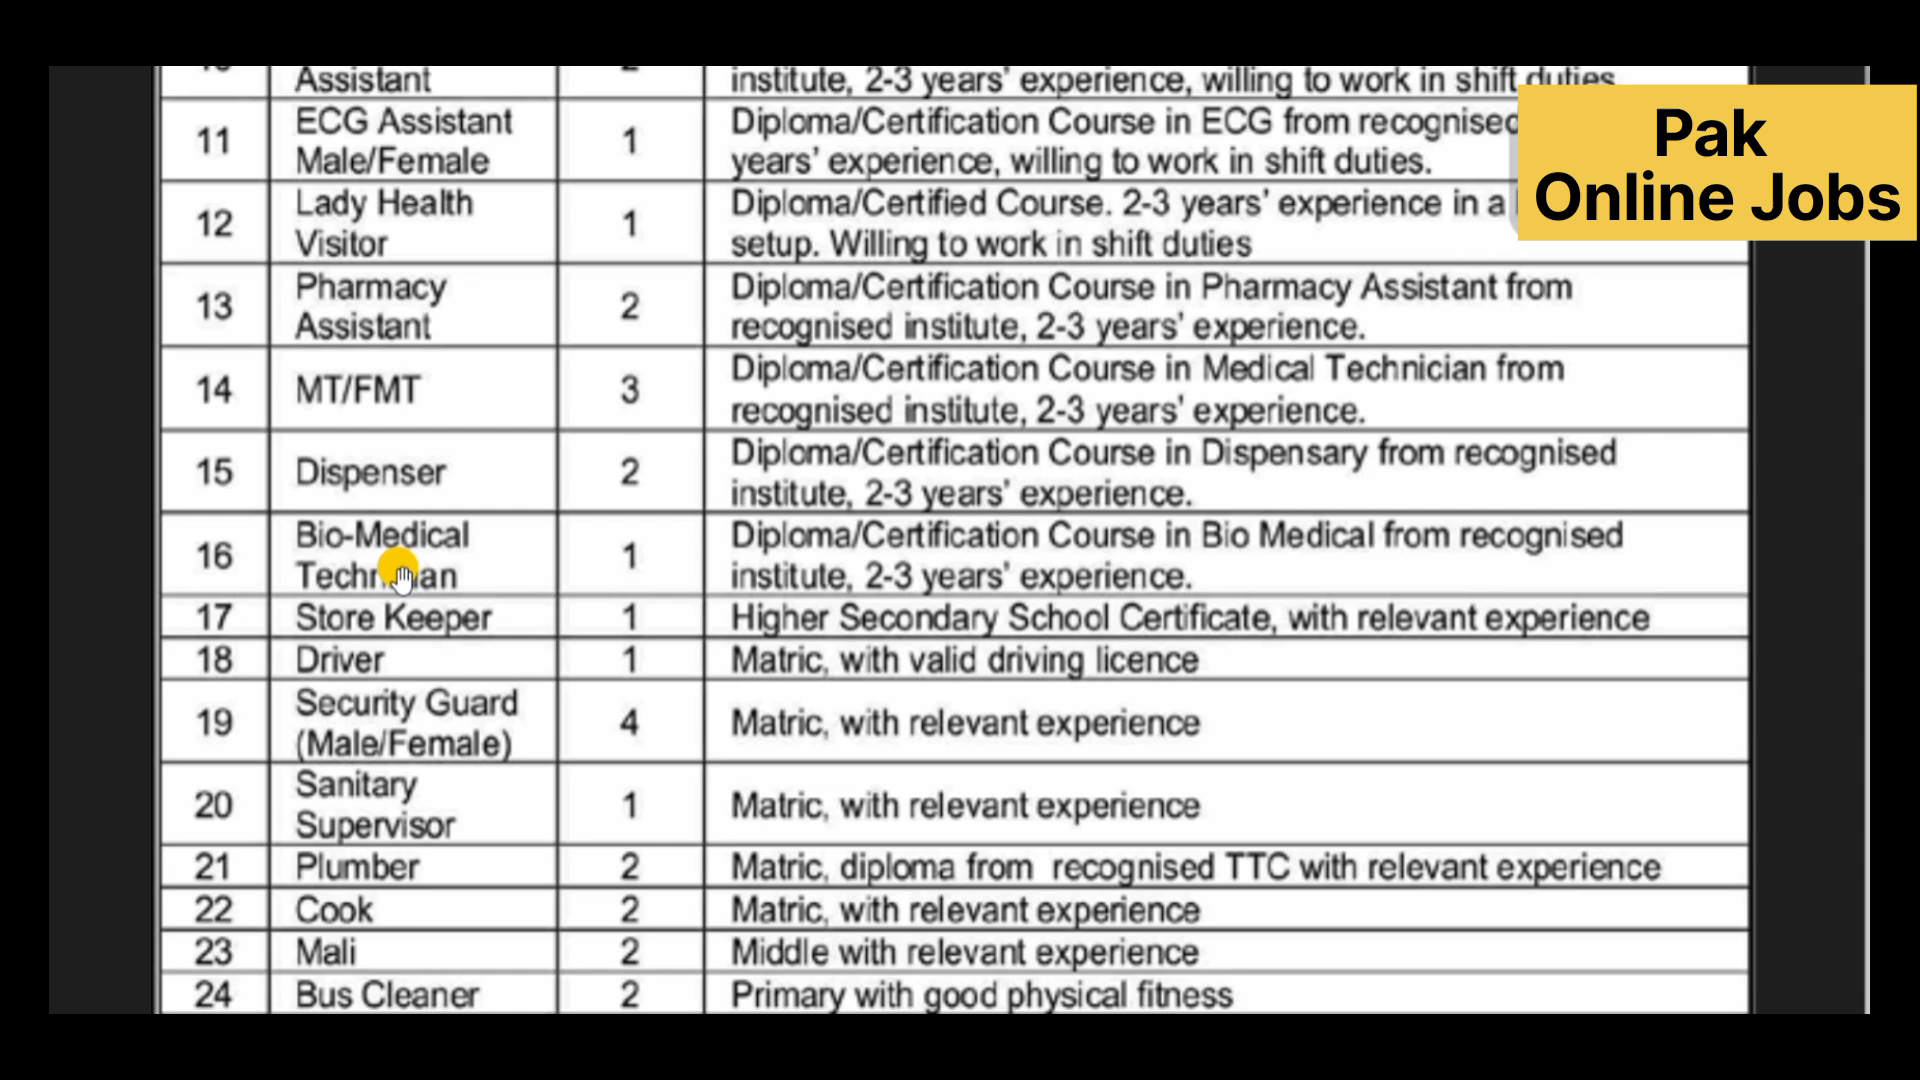 Assistant
institute, 2-3 years' experience, willing to work in shift duties
Pak
Online Jobs
11
ECG Assistant
Male/Female
1
Diploma/Certification Course in ECG from recognised
years' experience, willing to work in shift duties.
12
Lady Health
Visitor
1
Diploma/Certified Course. 2-3 years' experience in a
setup. Willing to work in shift duties
13
Pharmacy
Assistant
2
Diploma/Certification Course in Pharmacy Assistant from
recognised institute, 2-3 years' experience.
14
MT/FMT
3
Diploma/Certification Course in Medical Technician from
recognised institute, 2-3 years' experience.
15
Dispenser
2
Diploma/Certification Course in Dispensary from recognised
institute, 2-3 years' experience.
16
Bio-Medical
Technician
1
Diploma/Certification Course in Bio Medical from recognised
institute, 2-3 years' experience.
17
Store Keeper
1
Higher Secondary School Certificate, with relevant experience
18
Driver
1
Matric, with valid driving licence
19
Security Guard
(Male/Female)
4
Matric, with relevant experience
20
Sanitary
Supervisor
1
Matric, with relevant experience
21
Plumber
2
Matric, diploma from recognised TTC with relevant experience
22
Cook
2
Matric, with relevant experience
23
Mali
2
Middle with relevant experience
24
Bus Cleaner
2
Primary with good physical fitness